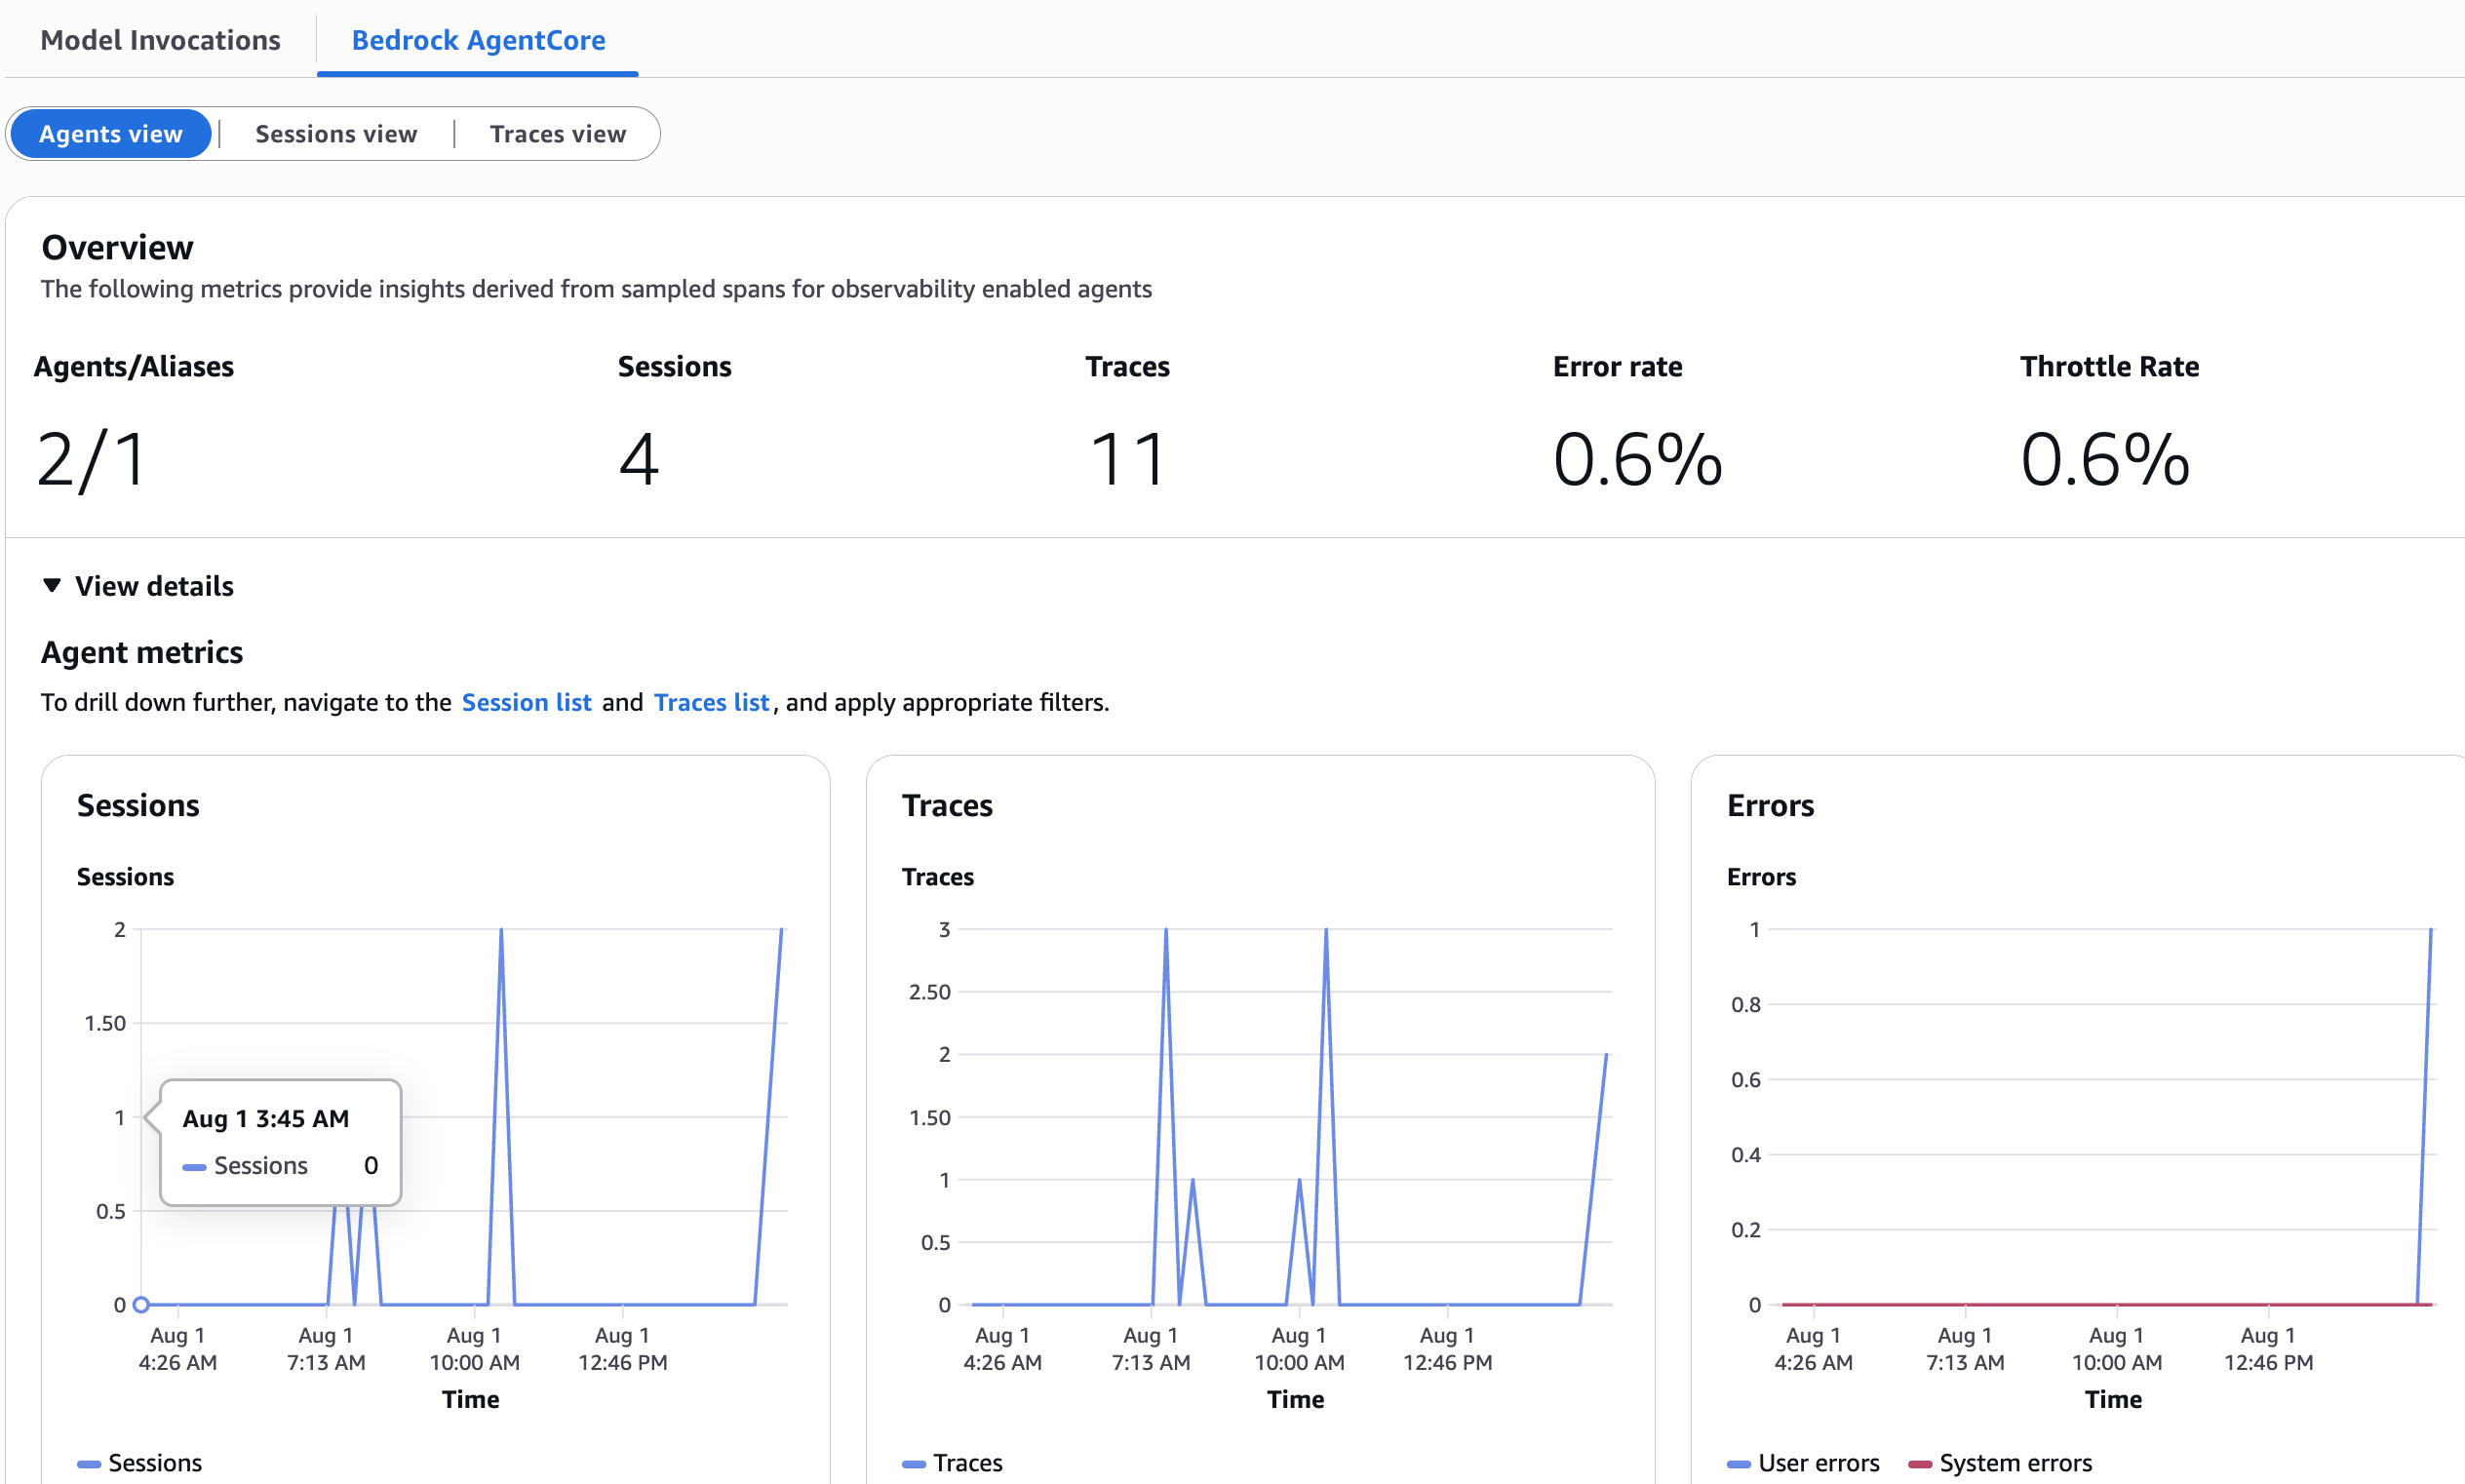 Model Invocations
Bedrock AgentCore
Agents view
Sessions view
Traces view
Overview
The following metrics provide insights derived from sampled spans for observability enabled agents
Agents/Aliases
Sessions
Traces
Error rate
Throttle Rate
2/1
4
11
0.6%
0.6%
View details
Agent metrics
To drill down further, navigate to the Session list and Traces list, and apply appropriate filters.
Sessions
Sessions
2
1.50
1
0.5
0
Aug 1 3:45 AM
Sessions 0
Aug 1
4:26 AM
Aug 1
7:13 AM
Aug 1
10:00 AM
Aug 1
12:46 PM
Time
Sessions
Traces
Traces
3
2.50
2
1.50
1
0.5
0
Aug 1
4:26 AM
Aug 1
7:13 AM
Aug 1
10:00 AM
Aug 1
12:46 PM
Time
Traces
Errors
Errors
1
0.8
0.6
0.4
0.2
0
Aug 1
4:26 AM
Aug 1
7:13 AM
Aug 1
10:00 AM
Aug 1
12:46 PM
Time
User errors
System errors